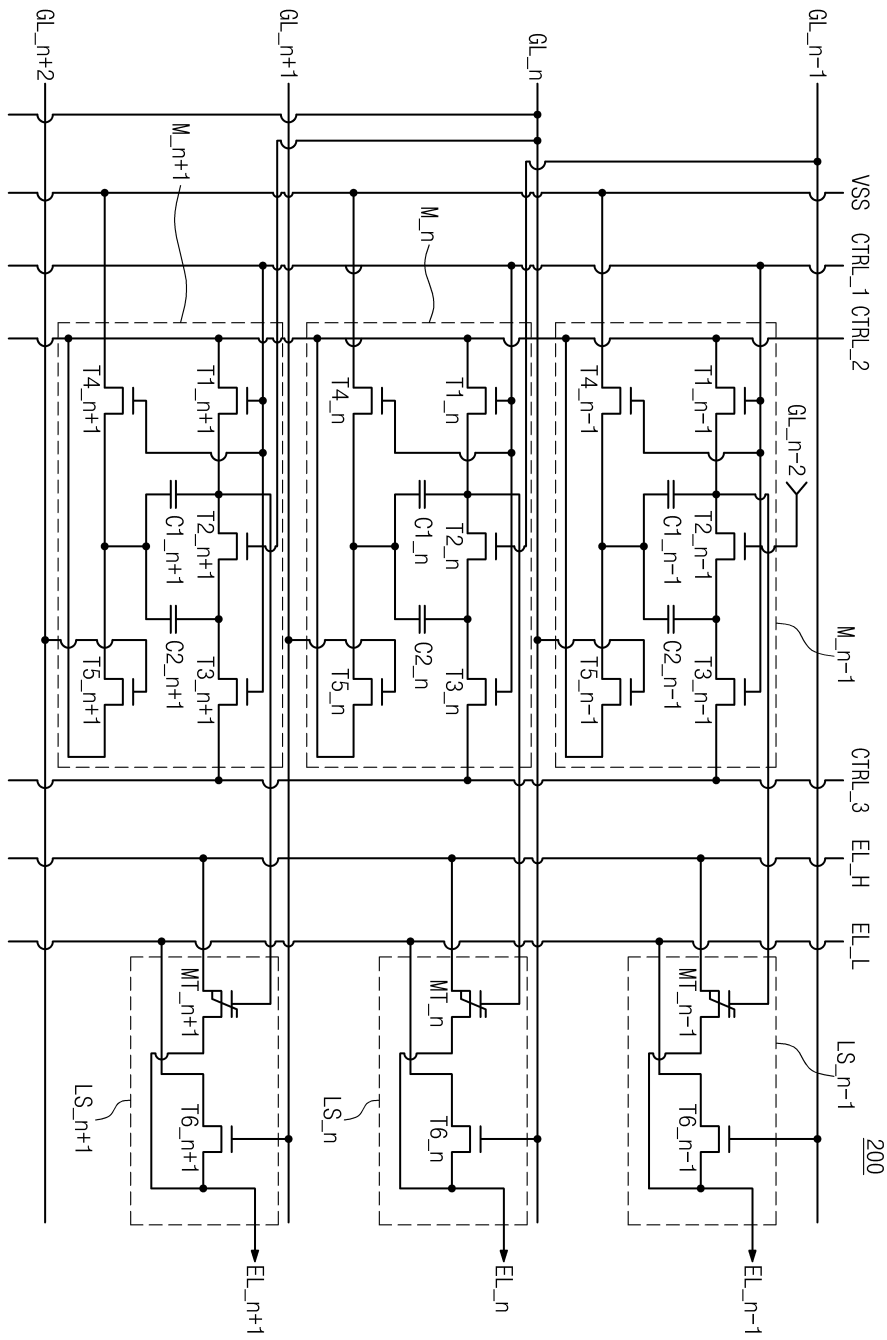 200
GL_n-1
GL_n
GL_n+1
GL_n+2
VSS
CTRL_1
CTRL_2
CTRL_3
EL_H
EL_L
GL_n-2
M_n-1
T1_n-1
T2_n-1
T3_n-1
C1_n-1
C2_n-1
T4_n-1
T5_n-1
LS_n-1
MT_n-1
T6_n-1
EL_n-1
M_n
T1_n
T2_n
T3_n
C1_n
C2_n
T4_n
T5_n
LS_n
MT_n
T6_n
EL_n
M_n+1
T1_n+1
T2_n+1
T3_n+1
C1_n+1
C2_n+1
T4_n+1
T5_n+1
LS_n+1
MT_n+1
T6_n+1
EL_n+1